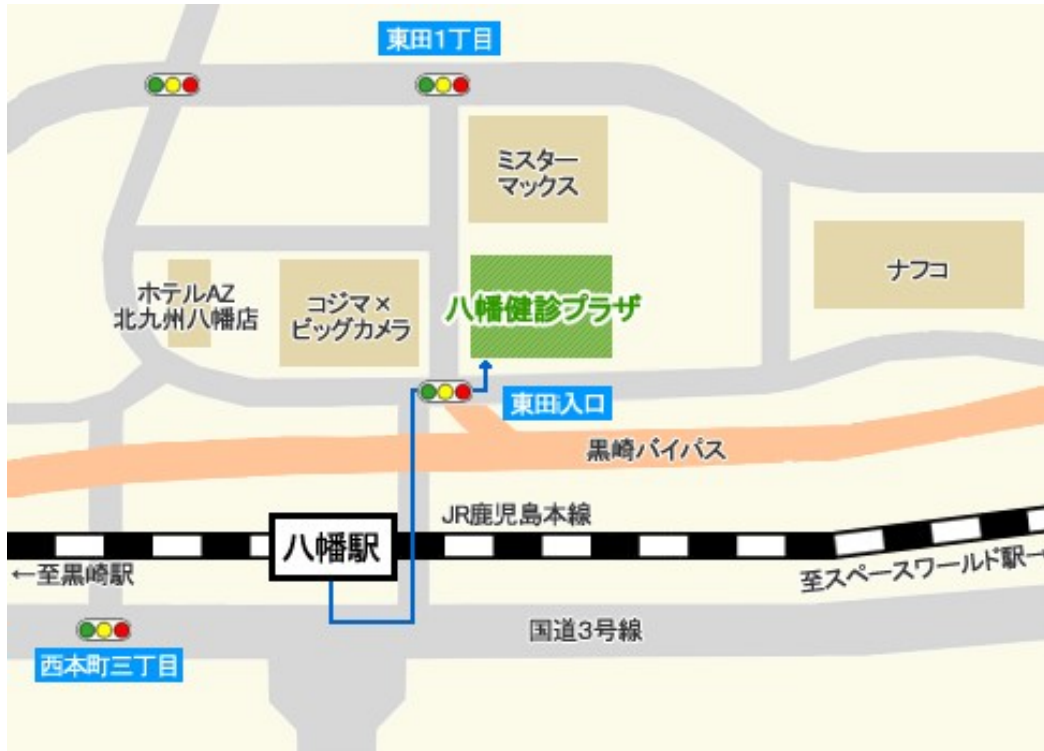 東田1丁目
ミスター
マックス
ナフコ
ホテルAZ
北九州八幡店
コジマ×
ビッグカメラ
八幡健診プラザ
東田入口
黒崎バイパス
JR鹿児島本線
八幡駅
←至黒崎駅
至スペースワールド駅→
国道3号線
西本町三丁目